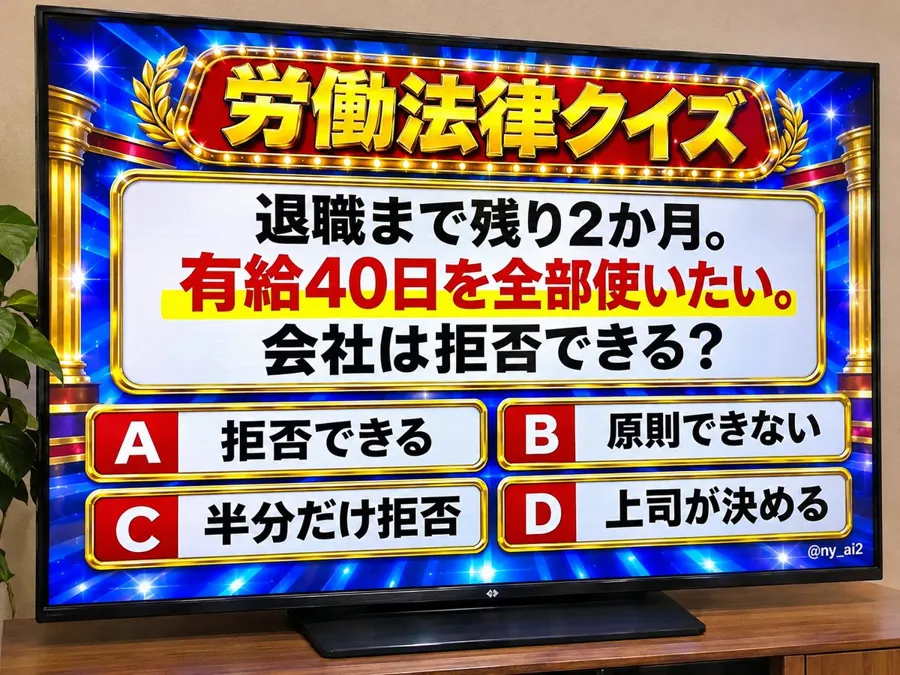 労働法律クイズ
退職まで残り2か月。
有給40日を全部使いたい。
会社は拒否できる？
A 拒否できる
B 原則できない
C 半分だけ拒否
D 上司が決める
@ny_ai2